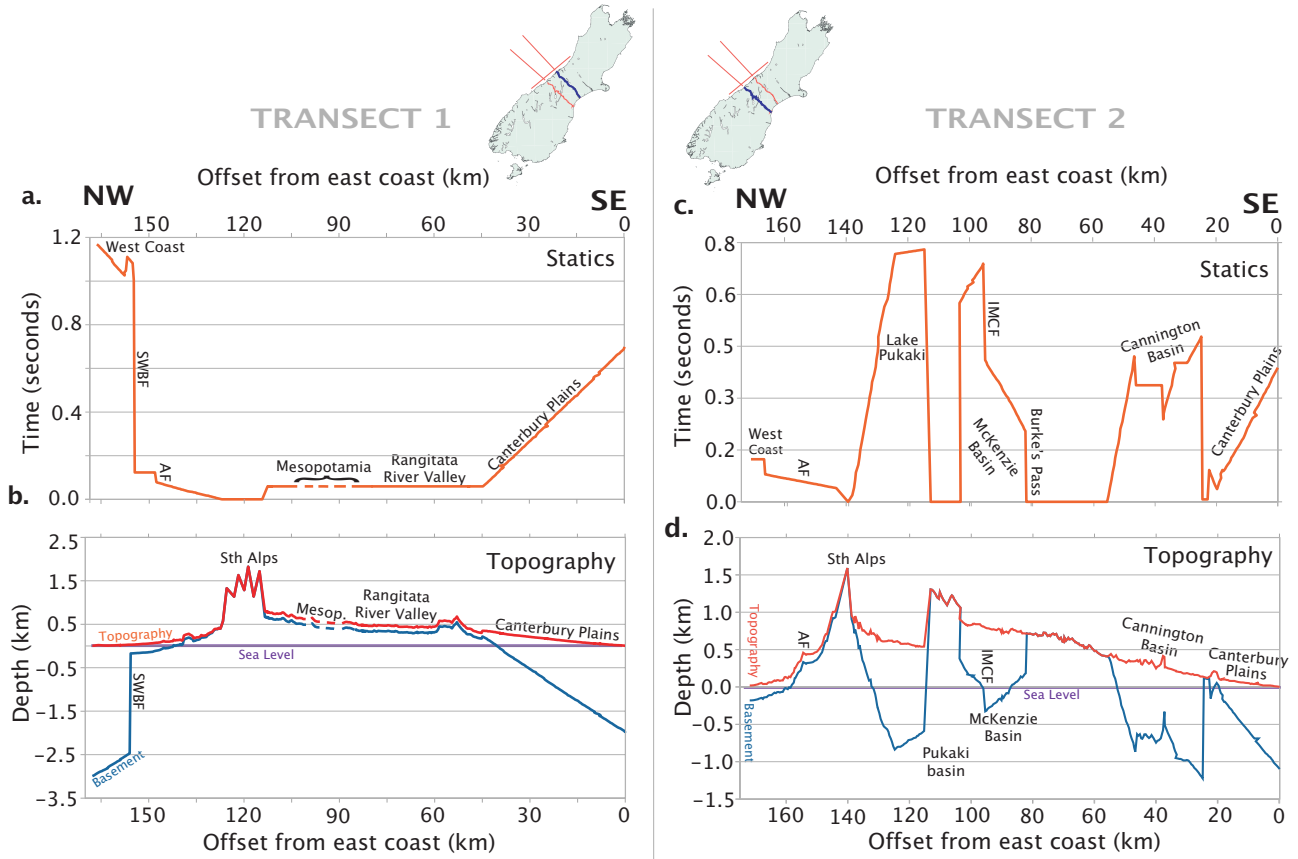 TRANSECT 1
Offset from east coast (km)
a.
NW
SE
150 120 90 60 30 0
1.2
0.8
0.4
0.0
Time (seconds)
West Coast
Statics
SWBF
AF
Mesopotamia
Rangitata
River Valley
Canterbury Plains
b.
2.5
1.5
0.5
-0.5
-1.5
-2.5
-3.5
Depth (km)
Topography
Sth Alps
Mesop.
Rangitata
River Valley
Canterbury Plains
Topography
Sea Level
SWBF
Basement
150 120 90 60 30 0
Offset from east coast (km)
TRANSECT 2
Offset from east coast (km)
c.
NW
SE
160 140 120 100 80 60 40 20 0
0.8
0.6
0.5
0.3
0.2
0.0
Time (seconds)
Statics
West
Coast
AF
Lake
Pukaki
IMCF
McKenzie
Basin
Burke's Pass
Cannington
Basin
Canterbury Plains
d.
2.0
1.5
1.0
0.5
0.0
-0.5
-1.0
-1.5
Depth (km)
Topography
Sth Alps
Topography
AF
IMCF
Cannington
Basin
Canterbury
Plains
Sea Level
Basement
McKenzie
Basin
Pukaki
basin
160 140 120 100 80 60 40 20 0
Offset from east coast (km)